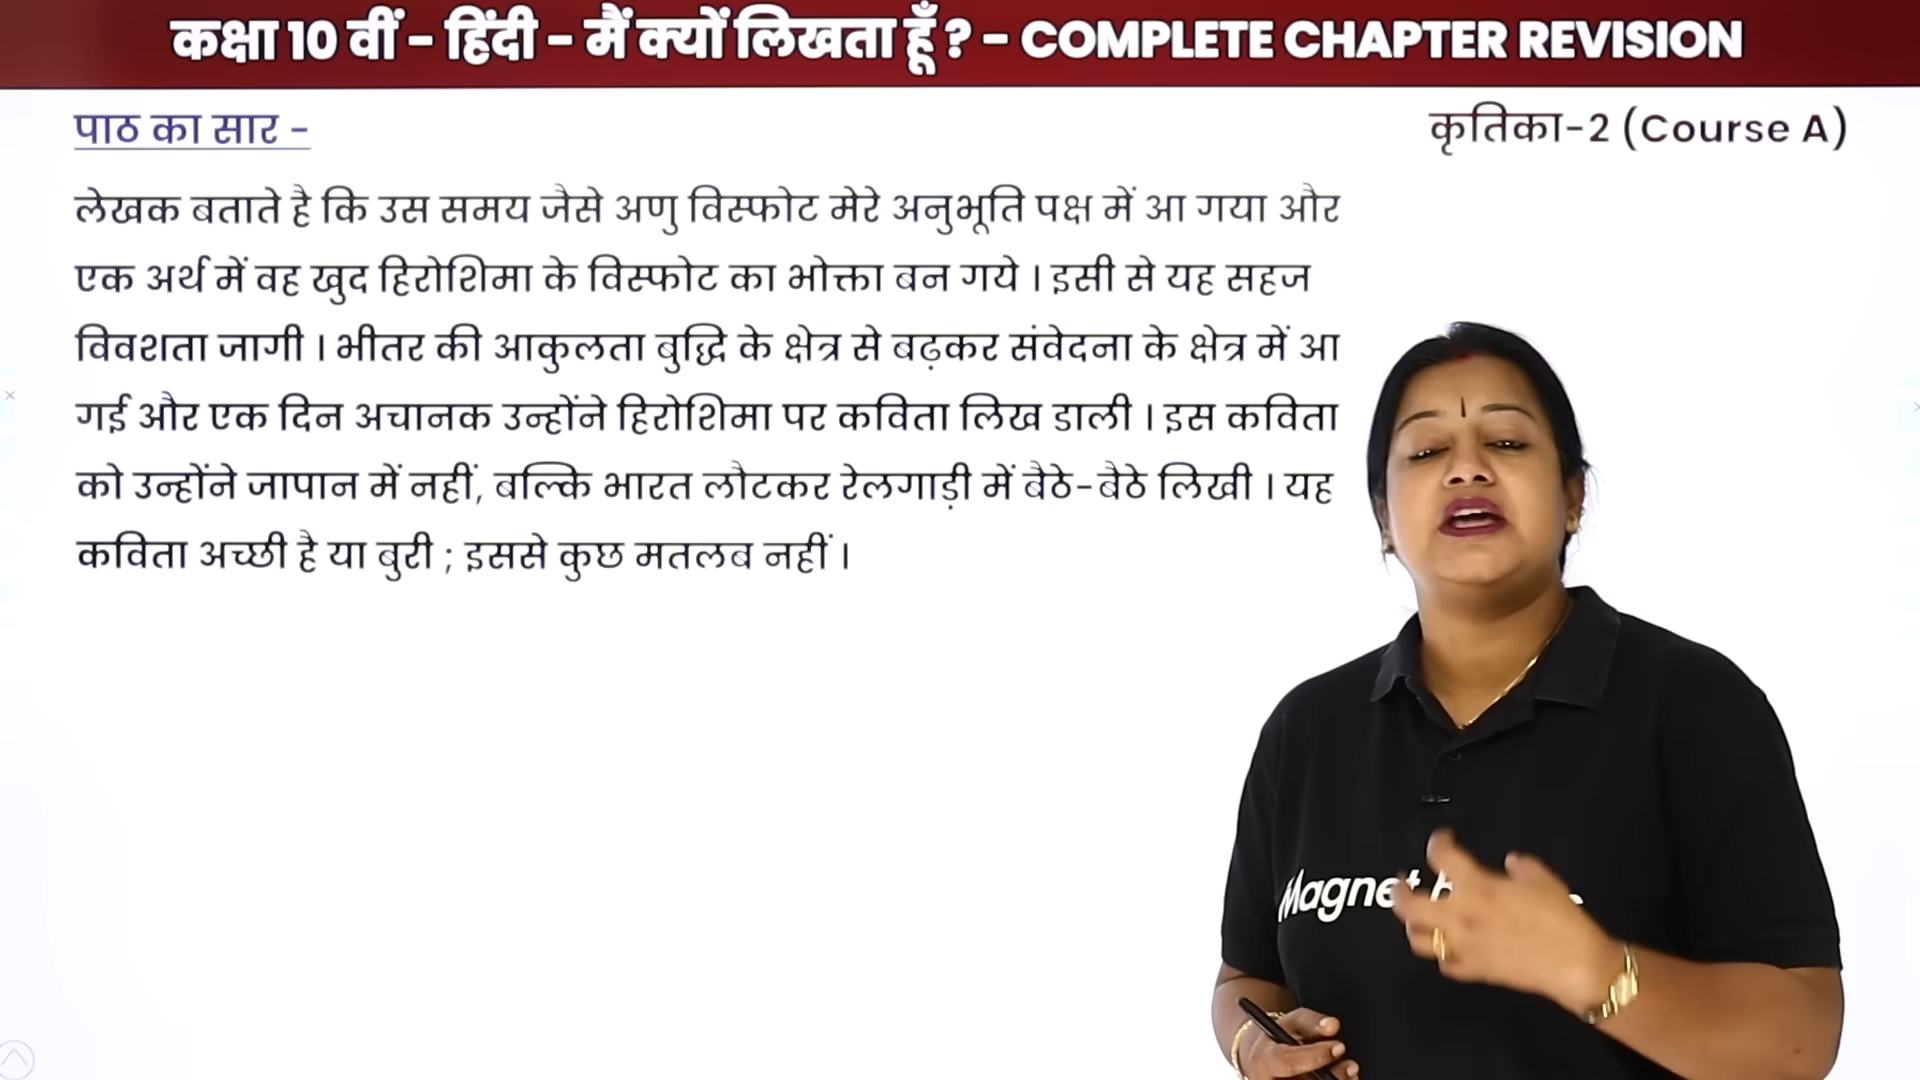 कक्षा 10 वीं - हिंदी - मैं क्यों लिखता हूँ ? - COMPLETE CHAPTER REVISION
पाठ का सार -
कृतिका-2 (Course A)
लेखक बताते है कि उस समय जैसे अणु विस्फोट मेरे अनुभूति पक्ष में आ गया और
एक अर्थ में वह खुद हिरोशिमा के विस्फोट का भोक्ता बन गये । इसी से यह सहज
विवशता जागी । भीतर की आकुलता बुद्धि के क्षेत्र से बढ़कर संवेदना के क्षेत्र में आ
गई और एक दिन अचानक उन्होंने हिरोशिमा पर कविता लिख डाली । इस कविता
को उन्होंने जापान में नहीं, बल्कि भारत लौटकर रेलगाड़ी में बैठे-बैठे लिखी । यह
कविता अच्छी है या बुरी ; इससे कुछ मतलब नहीं ।
Magnet